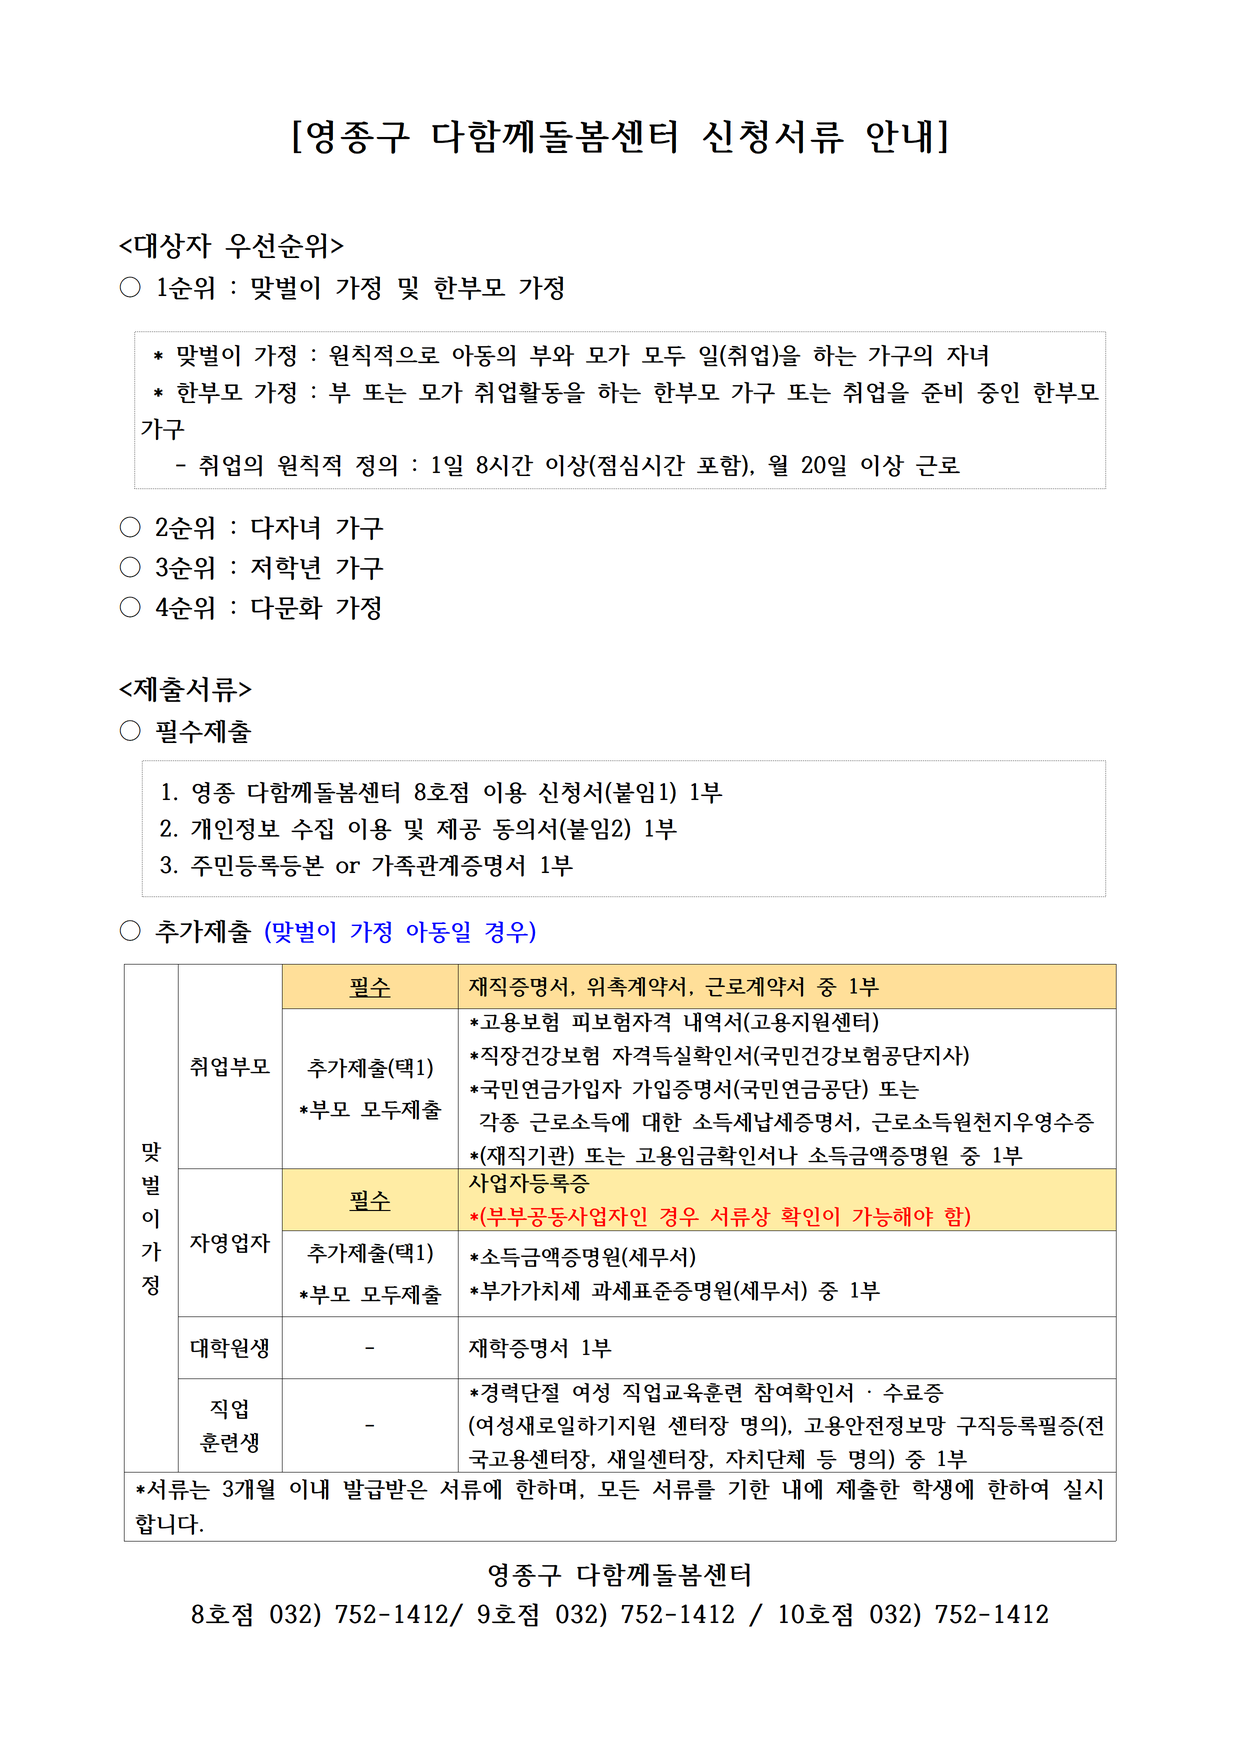 [영종구 다함께돌봄센터 신청서류 안내]
<대상자 우선순위>
○ 1순위 : 맞벌이 가정 및 한부모 가정
* 맞벌이 가정 : 원칙적으로 아동의 부와 모가 모두 일(취업)을 하는 가구의 자녀
* 한부모 가정 : 부 또는 모가 취업활동을 하는 한부모 가구 또는 취업을 준비 중인 한부모
가구
- 취업의 원칙적 정의 : 1일 8시간 이상(점심시간 포함), 월 20일 이상 근로
○ 2순위 : 다자녀 가구
○ 3순위 : 저학년 가구
○ 4순위 : 다문화 가정
<제출서류>
○ 필수제출
1. 영종 다함께돌봄센터 8호점 이용 신청서(붙임1) 1부
2. 개인정보 수집 이용 및 제공 동의서(붙임2) 1부
3. 주민등록등본 or 가족관계증명서 1부
○ 추가제출 (맞벌이 가정 아동일 경우)
맞
벌
이
가
정
취업부모
필수
재직증명서, 위촉계약서, 근로계약서 중 1부
추가제출(택1)
*부모 모두제출
*고용보험 피보험자격 내역서(고용지원센터)
*직장건강보험 자격득실확인서(국민건강보험공단지사)
*국민연금가입자 가입증명서(국민연금공단) 또는
각종 근로소득에 대한 소득세납세증명서, 근로소득원천지우영수증
*(재직기관) 또는 고용임금확인서나 소득금액증명원 중 1부
자영업자
필수
사업자등록증
*(부부공동사업자인 경우 서류상 확인이 가능해야 함)
추가제출(택1)
*부모 모두제출
*소득금액증명원(세무서)
*부가가치세 과세표준증명원(세무서) 중 1부
대학원생
-
재학증명서 1부
직업
훈련생
-
*경력단절 여성 직업교육훈련 참여확인서 · 수료증
(여성새로일하기지원 센터장 명의), 고용안전정보망 구직등록필증(전
국고용센터장, 새일센터장, 자치단체 등 명의) 중 1부
*서류는 3개월 이내 발급받은 서류에 한하며, 모든 서류를 기한 내에 제출한 학생에 한하여 실시
합니다.
영종구 다함께돌봄센터
8호점 032) 752-1412/ 9호점 032) 752-1412 / 10호점 032) 752-1412